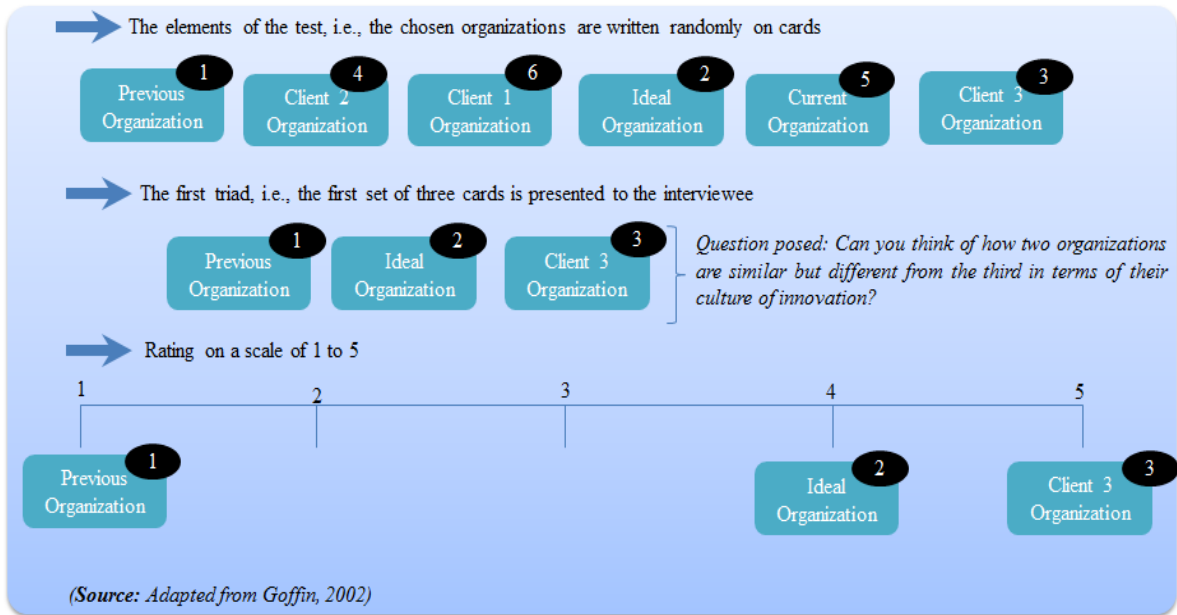 The elements of the test, i.e., the chosen organizations are written randomly on cards
1
Previous
Organization
4
Client 2
Organization
6
Client 1
Organization
2
Ideal
Organization
5
Current
Organization
3
Client 3
Organization
The first triad, i.e., the first set of three cards is presented to the interviewee
1
Previous
Organization
2
Ideal
Organization
3
Client 3
Organization
Question posed: Can you think of how two organizations
are similar but different from the third in terms of their
culture of innovation?
Rating on a scale of 1 to 5
1 2 3 4 5
1
Previous
Organization
2
Ideal
Organization
3
Client 3
Organization
(Source: Adapted from Goffin, 2002)